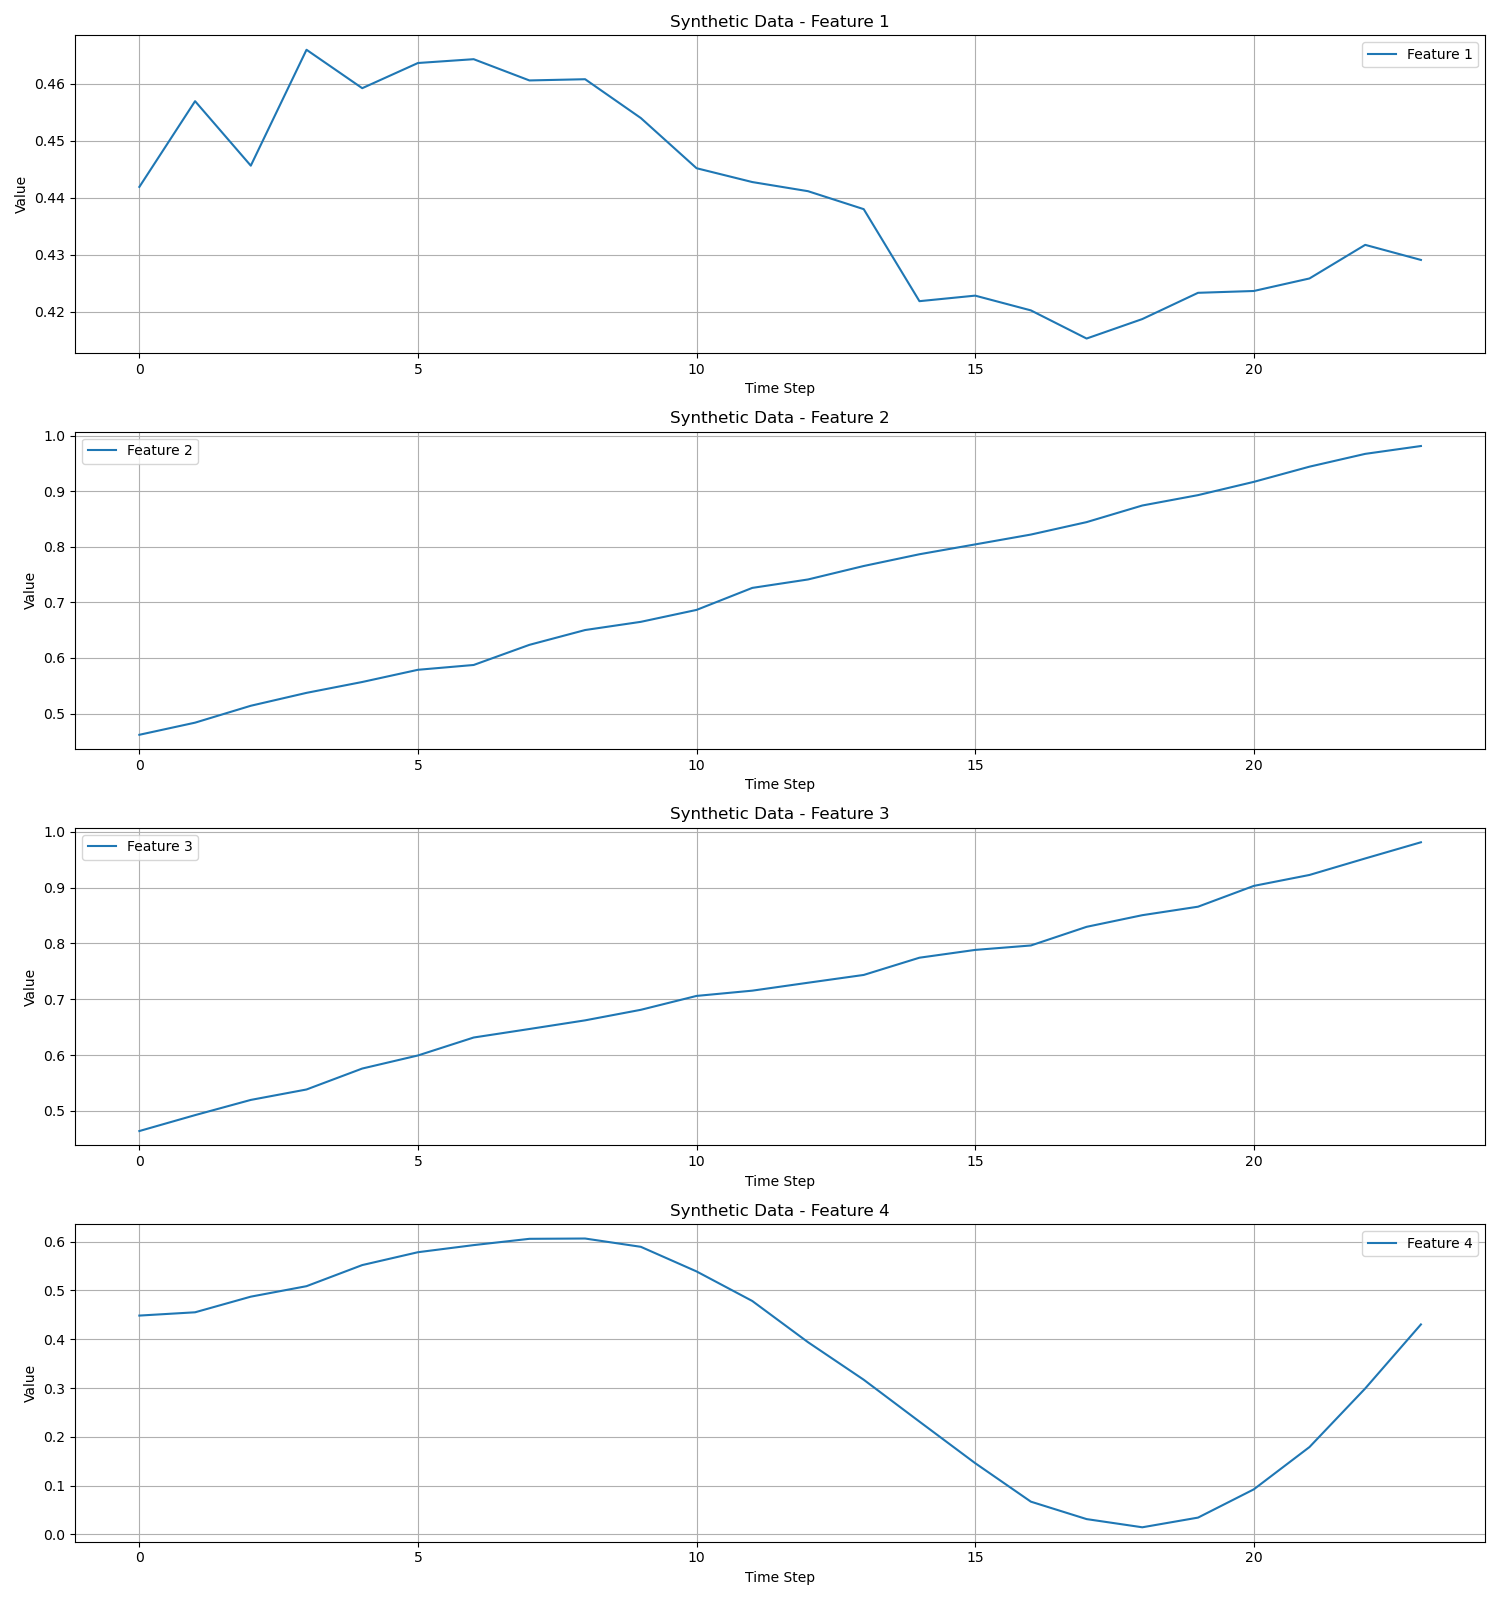 Synthetic Data - Feature 1
Feature 1
0.46
0.45
0.44
0.43
0.42
Value
0 5 10 15 20
Time Step
Synthetic Data - Feature 2
Feature 2
1.0
0.9
0.8
0.7
0.6
0.5
Value
0 5 10 15 20
Time Step
Synthetic Data - Feature 3
Feature 3
1.0
0.9
0.8
0.7
0.6
0.5
Value
0 5 10 15 20
Time Step
Synthetic Data - Feature 4
Feature 4
0.6
0.5
0.4
0.3
0.2
0.1
0.0
Value
0 5 10 15 20
Time Step